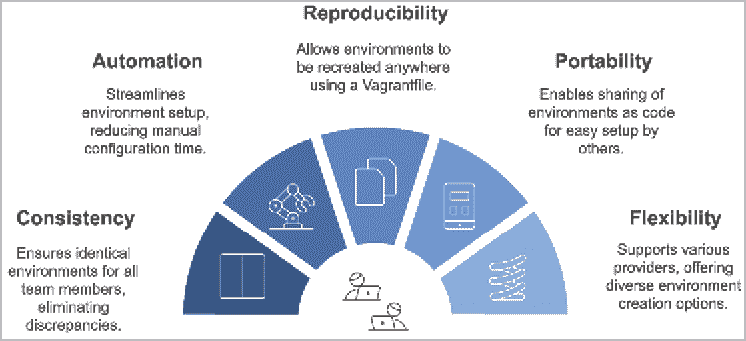 Reproducibility
Allows environments to
be recreated anywhere
using a Vagrantfile.
Automation
Streamlines
environment setup,
reducing manual
configuration time.
Portability
Enables sharing of
environments as code
for easy setup by
others.
Consistency
Ensures identical
environments for all
team members,
eliminating
discrepancies.
Flexibility
Supports various
providers, offering
diverse environment
creation options.